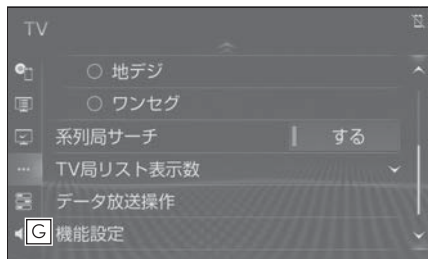 TV
○ 地デジ
○ ワンセグ
系列局サーチ する
TV局リスト表示数
データ放送操作
G 機能設定